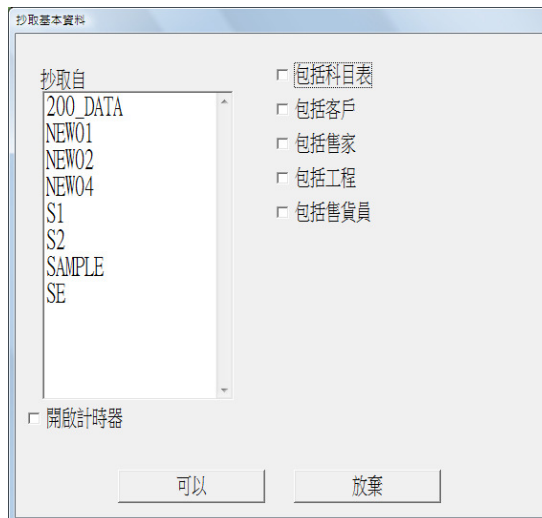 抄取基本資料
抄取自
200_DATA
NEW01
NEW02
NEW04
S1
S2
SAMPLE
SE
開啟計時器
包括科目表
包括客戶
包括售家
包括工程
包括售貨員
可以
放棄